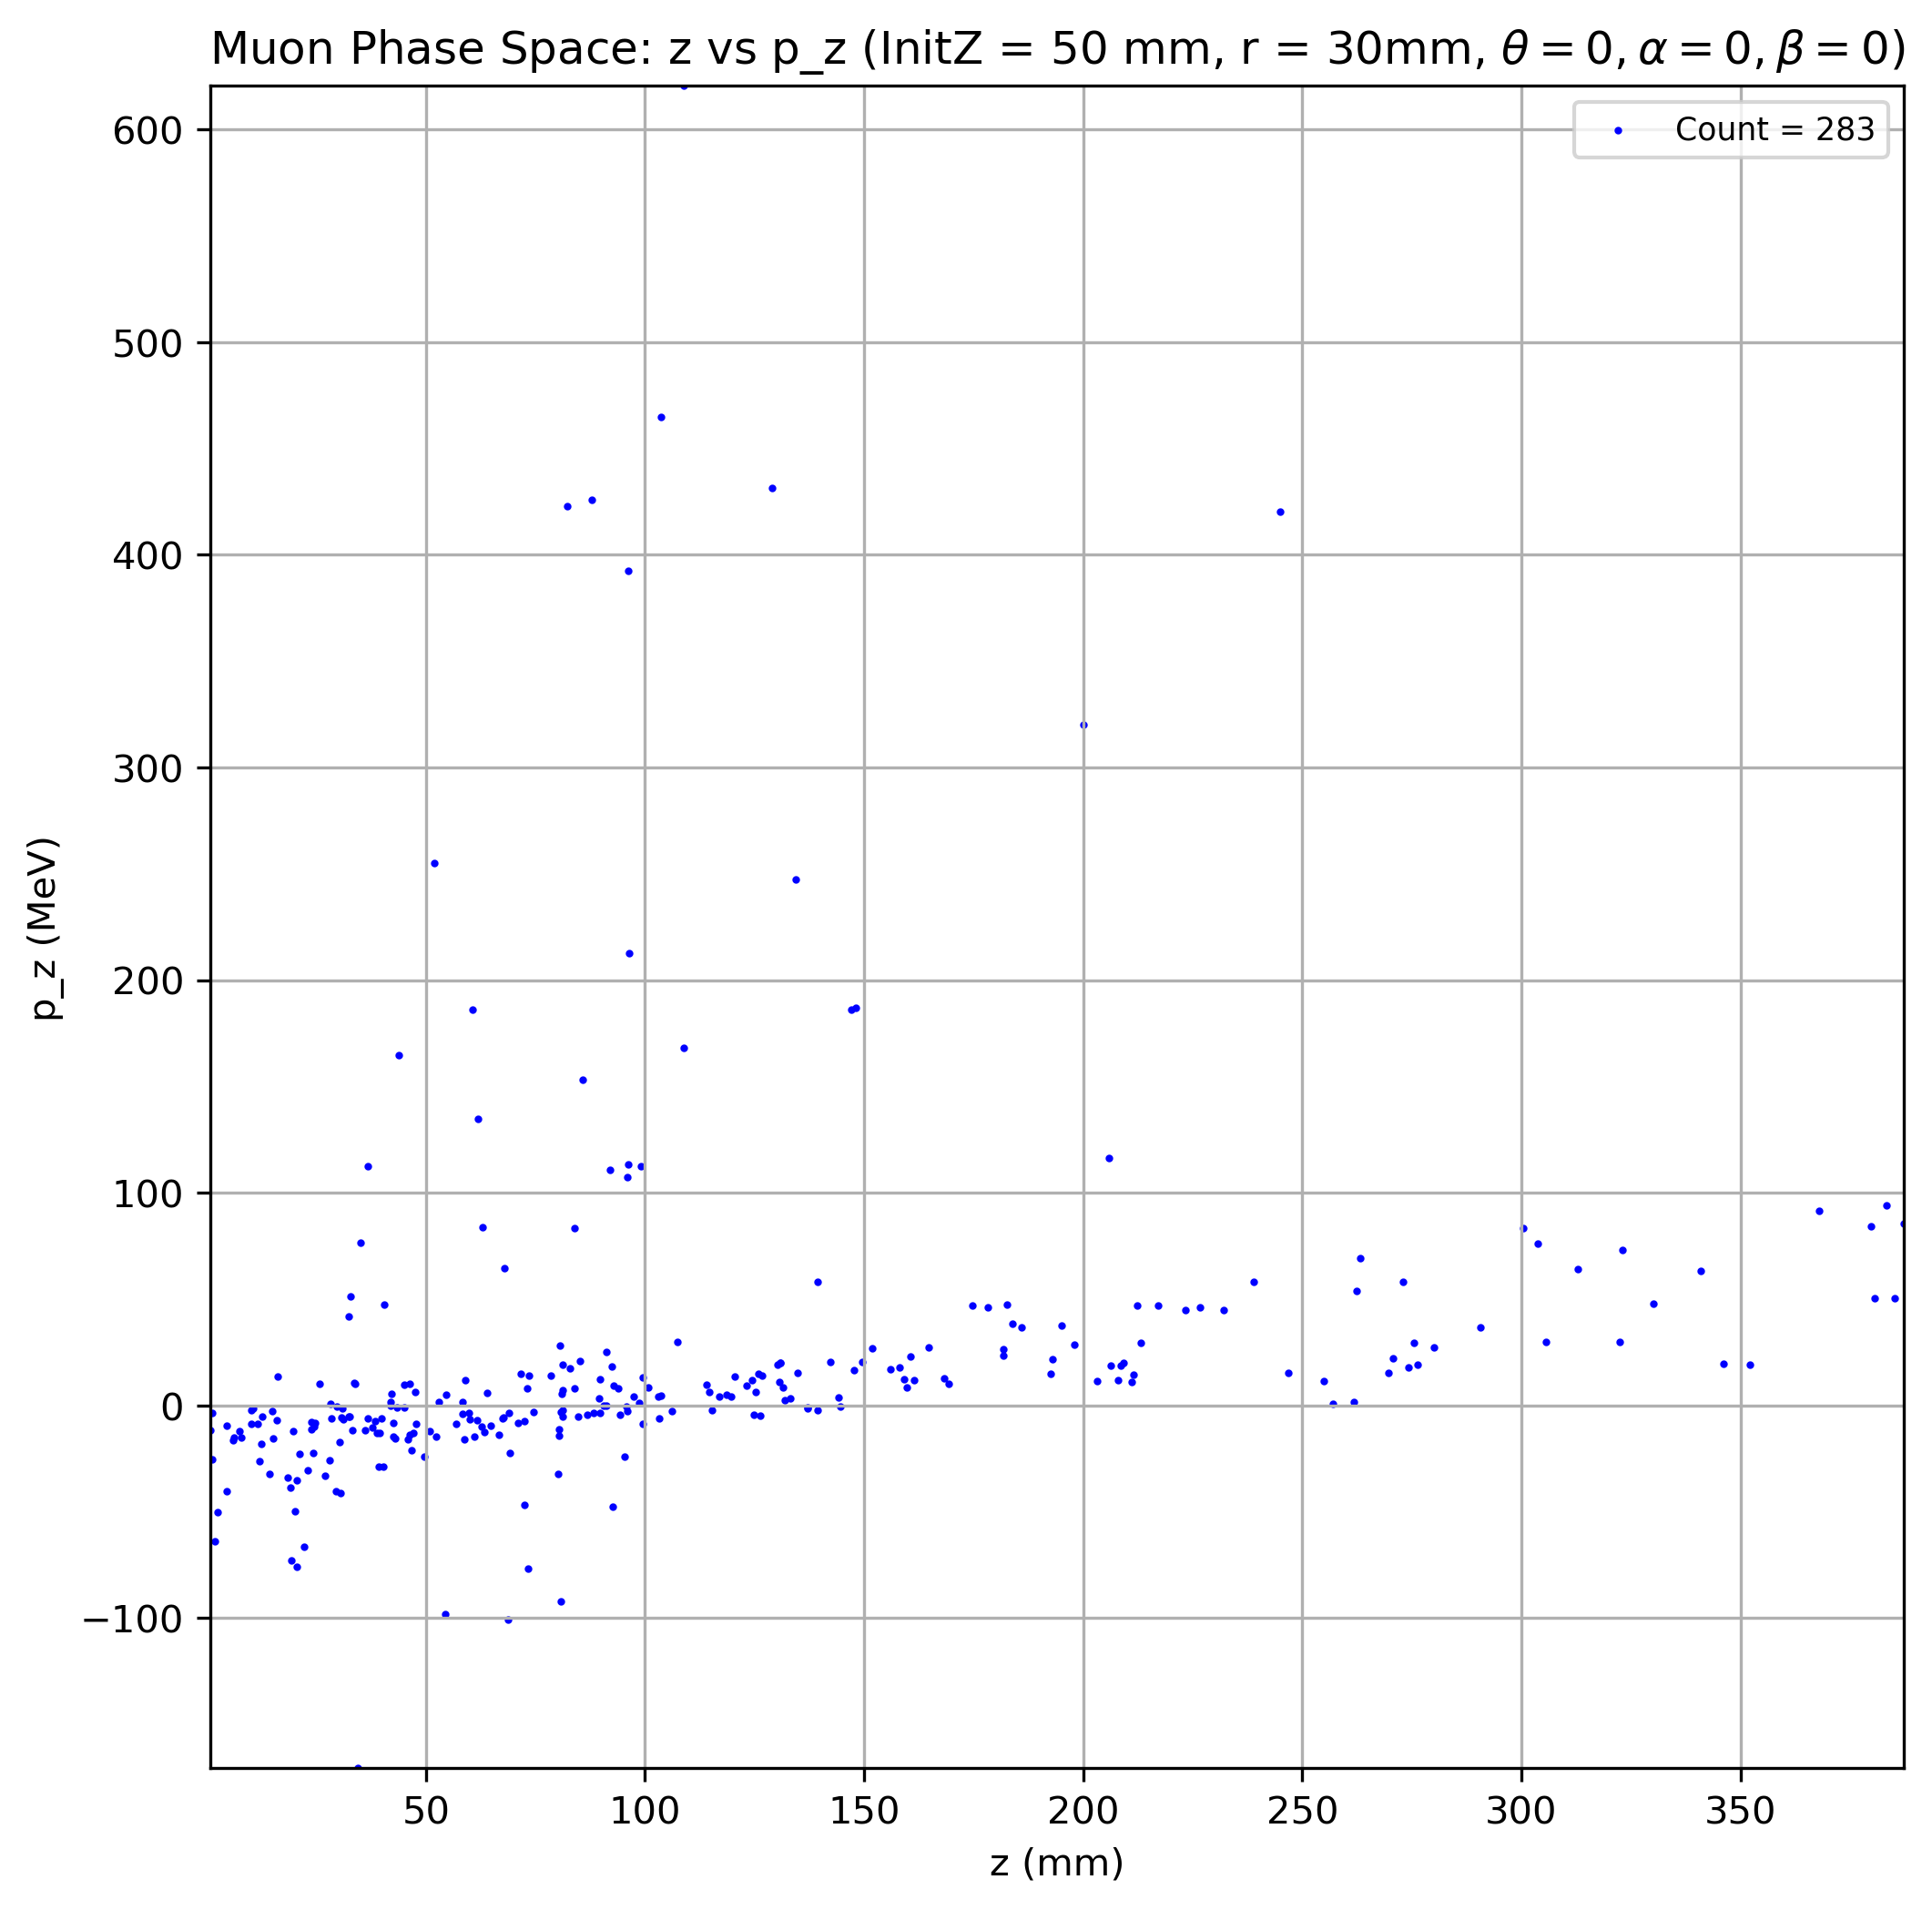 Muon Phase Space: z vs p_z (InitZ = 50 mm, r = 30mm, θ = 0, α = 0, β = 0)
Count = 283
600
500
400
300
200
100
0
−100
p_z (MeV)
50 100 150 200 250 300 350
z (mm)